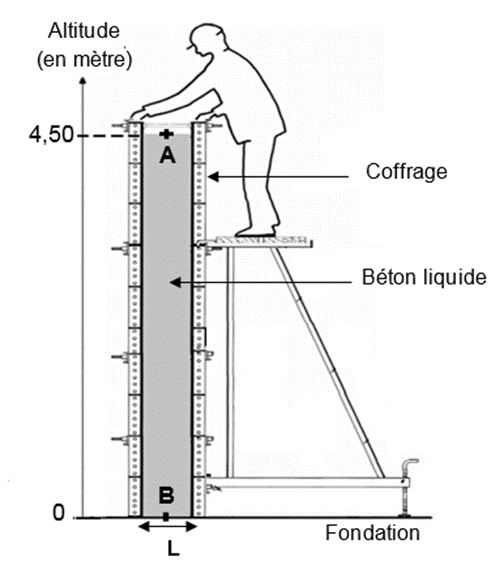 Altitude
(en mètre)
4,50
A
Coffrage
Béton liquide
B
0
Fondation
L